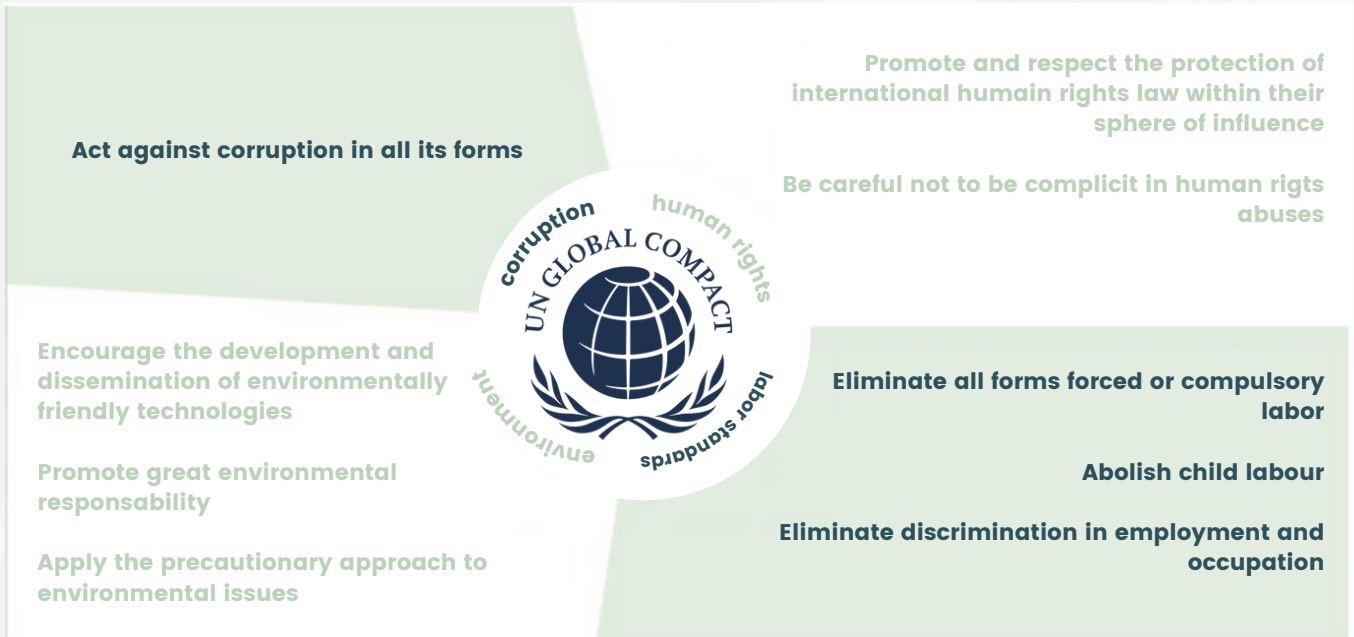 Act against corruption in all its forms
Promote and respect the protection of
international humain rights law within their
sphere of influence
Be careful not to be complicit in human rigts
abuses
corruption
human rights
UN GLOBAL COMPACT
environment
labor standards
Encourage the development and
dissemination of environmentally
friendly technologies
Promote great environmental
responsability
Apply the precautionary approach to
environmental issues
Eliminate all forms forced or compulsory
labor
Abolish child labour
Eliminate discrimination in employment and
occupation